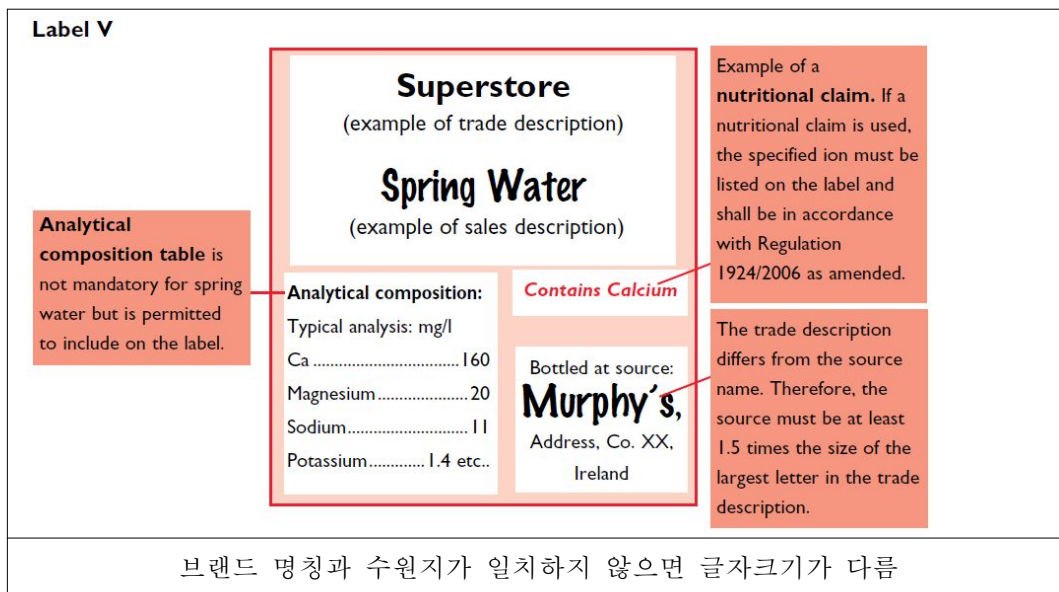 Label V
Superstore
(example of trade description)
Spring Water
(example of sales description)
Analytical
composition table is
not mandatory for spring
water but is permitted
to include on the label.
Analytical composition:
Typical analysis: mg/l
Ca ..............................160
Magnesium..................20
Sodium...........................11
Potassium.............1.4 etc..
Contains Calcium
Bottled at source:
Murphy´s,
Address, Co. XX,
Ireland
Example of a
nutritional claim. If a
nutritional claim is used,
the specified ion must be
listed on the label and
shall be in accordance
with Regulation
1924/2006 as amended.
The trade description
differs from the source
name. Therefore, the
source must be at least
1.5 times the size of the
largest letter in the trade
description.
브랜드 명칭과 수원지가 일치하지 않으면 글자크기가 다름